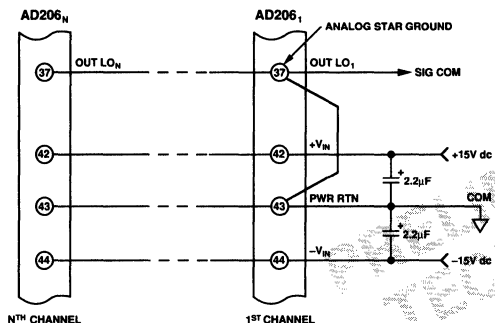 AD206N
AD2061
ANALOG STAR GROUND
37
OUT LON
37
OUT LO1
SIG COM
42
42
+VIN
+15V dc
+
2.2μF
43
43
PWR RTN
COM
+
2.2μF
44
44
−VIN
−15V dc
NTH CHANNEL
1ST CHANNEL